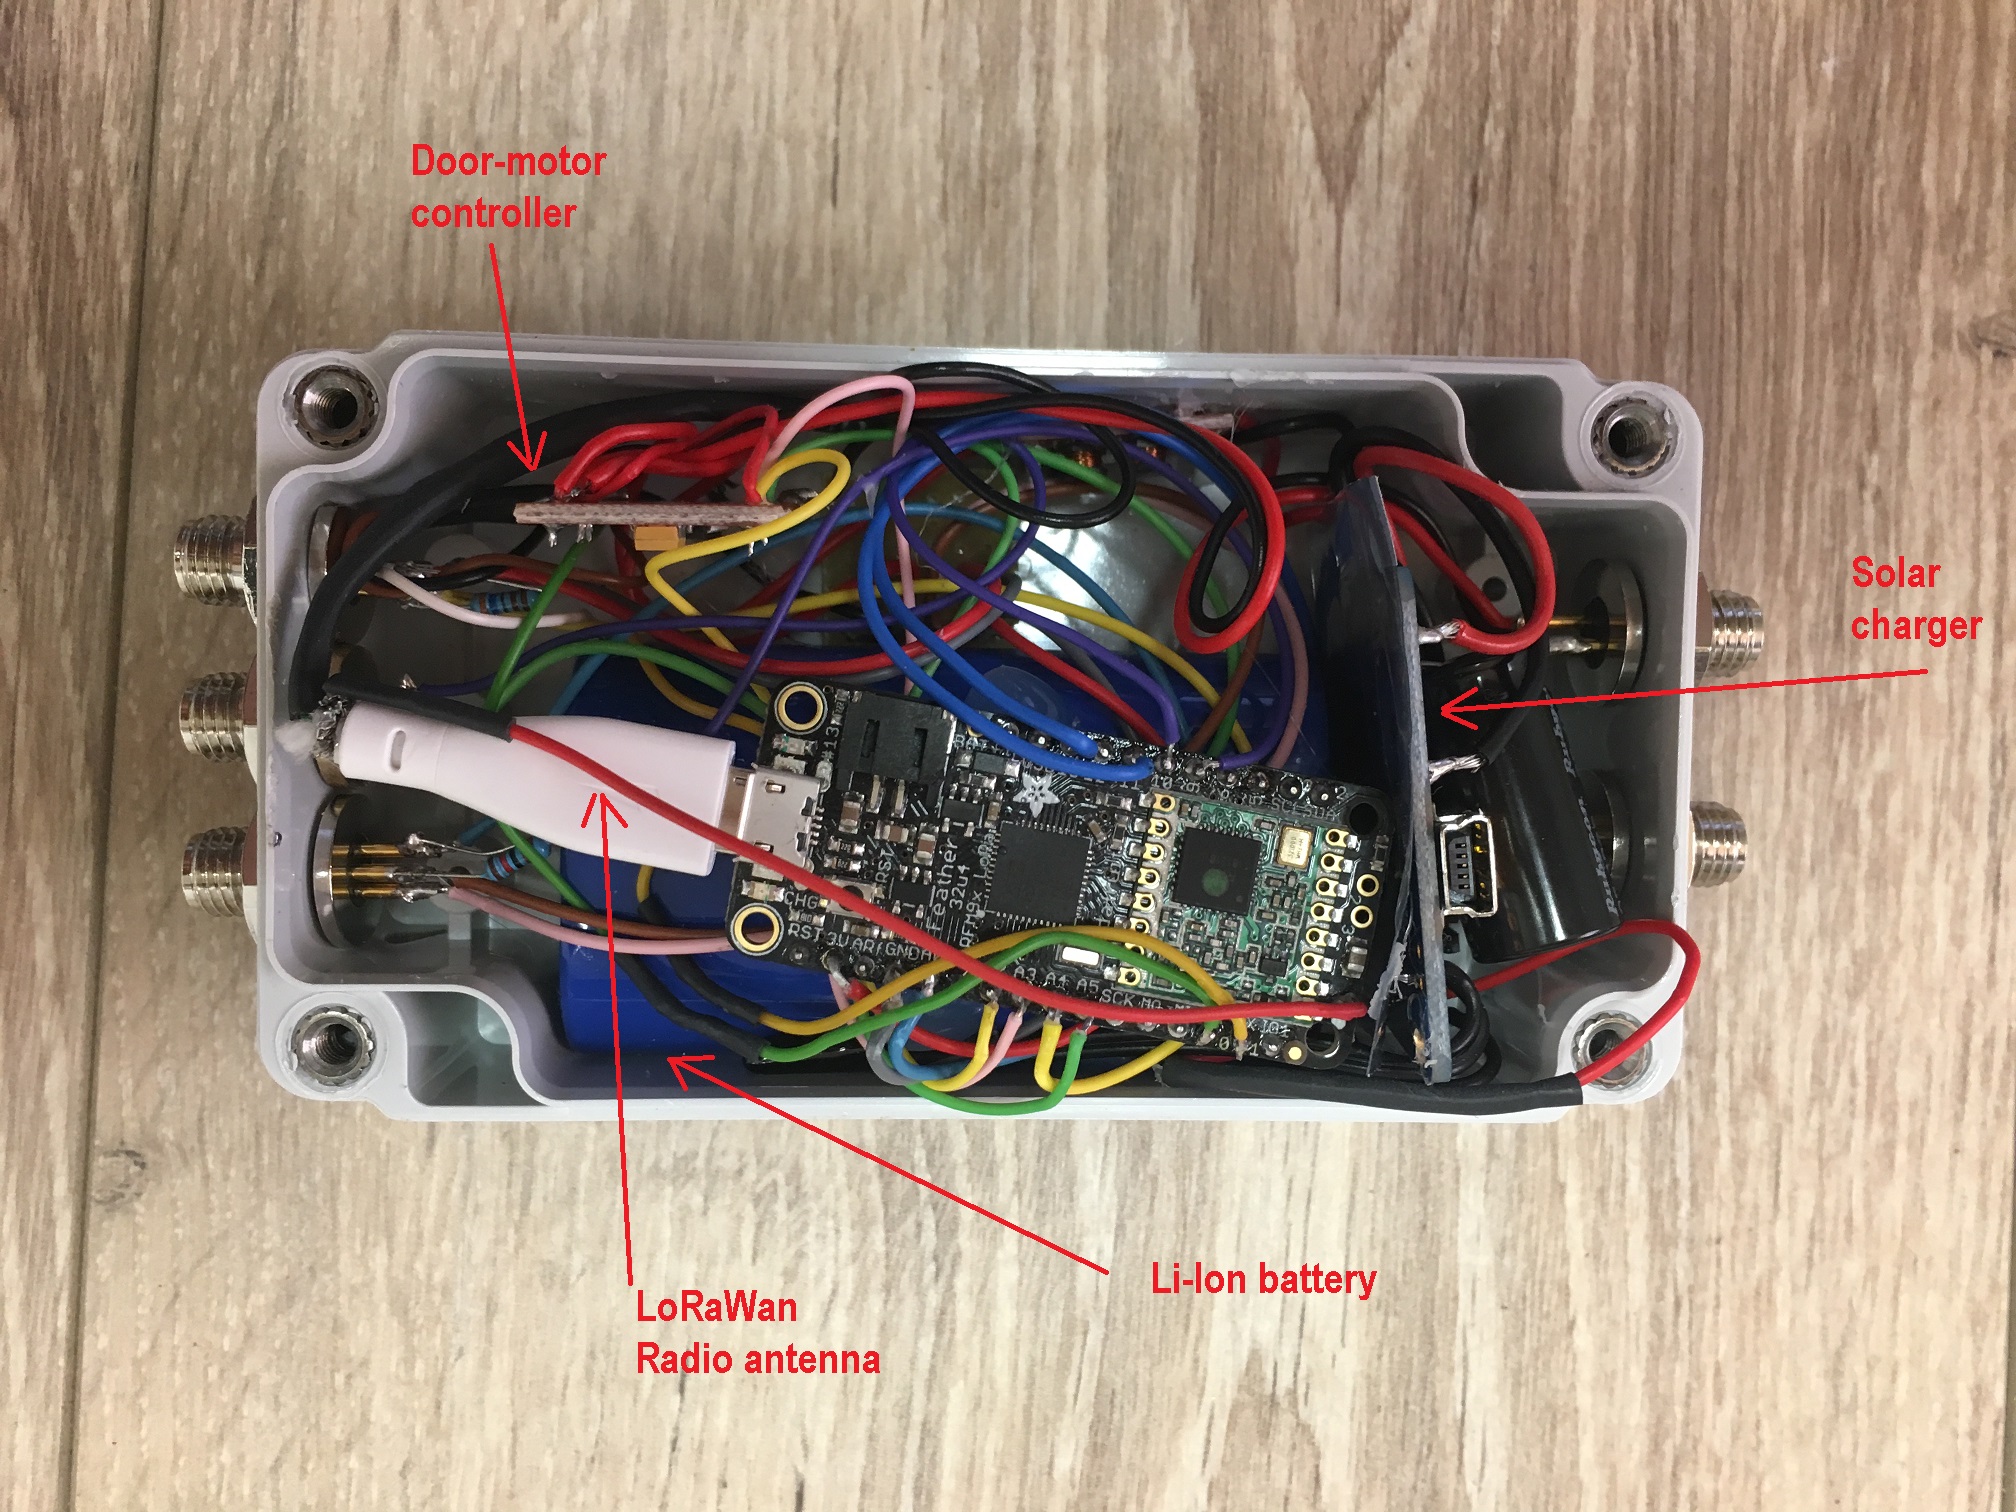 Door-motor
controller
Solar
charger
CHG
RST
3V
GND
Feather
32u4
RFM9x
A3
A4
A5
SCK
LoRaWan
Radio antenna
Li-Ion battery